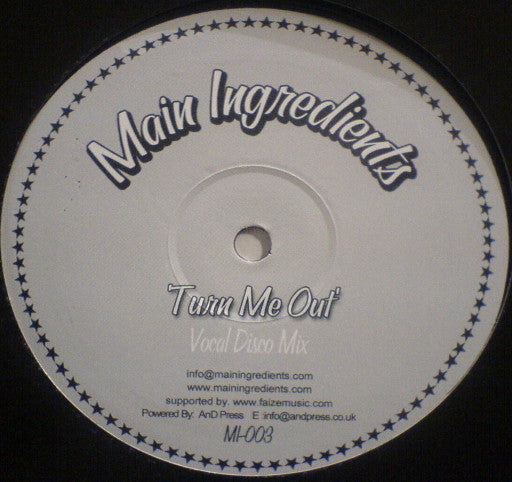 Main Ingredients
'Turn Me Out'
Vocal Disco Mix
info@mainingredients.com
www.mainingredients.com
supported by. www.faizemusic.com
Powered By: AnD Press E :info@andpress.co.uk
MI-003